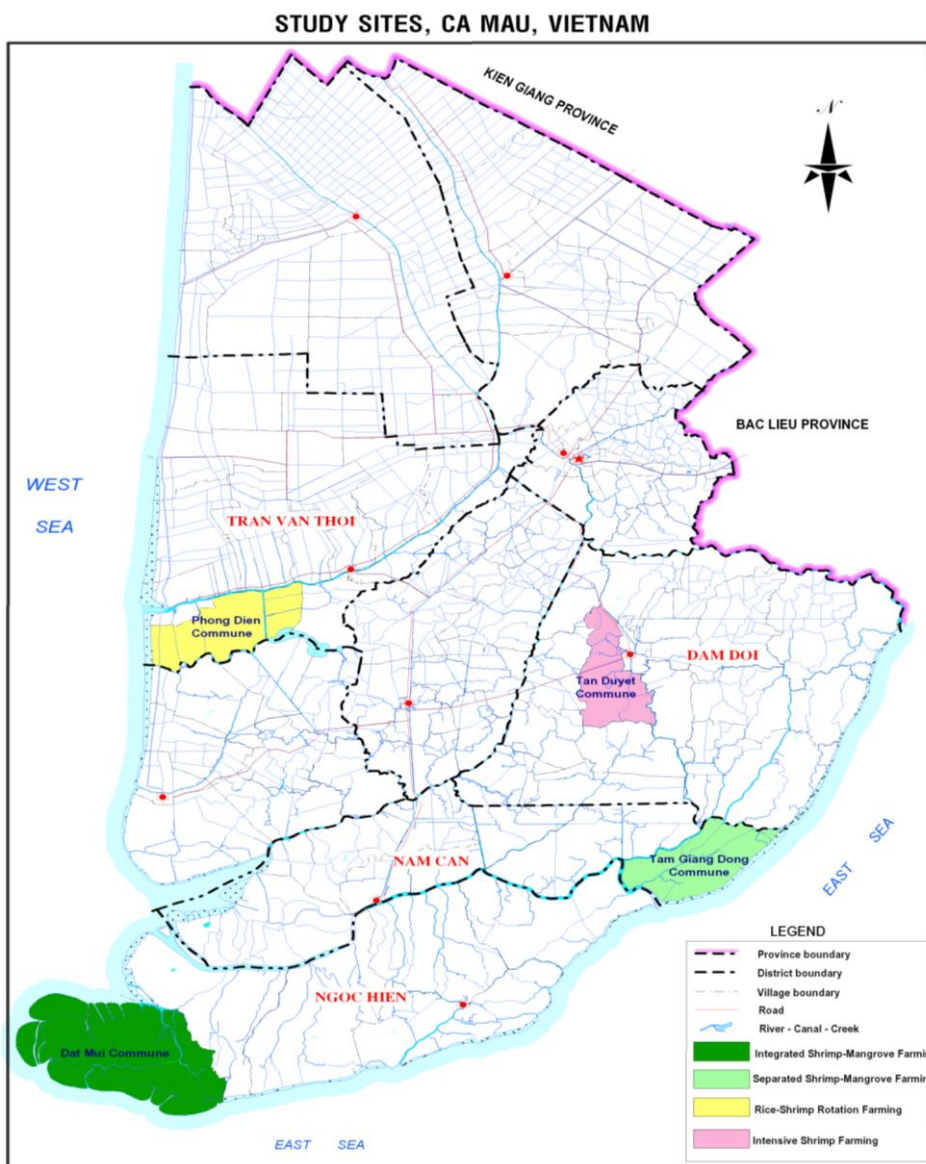 STUDY SITES, CA MAU, VIETNAM
KIEN GIANG PROVINCE
N
BAC LIEU PROVINCE
WEST
SEA
TRAN VAN THOI
Phong Dien
Commune
DAM DOI
Tan Duyet
Commune
NAM CAN
Tam Giang Dong
Commune
EAST SEA
NGOC HIEN
Dat Mui Commune
EAST SEA
LEGEND
Province boundary
District boundary
Village boundary
Road
River - Canal - Creek
Integrated Shrimp-Mangrove Farmin
Separated Shrimp-Mangrove Farmin
Rice-Shrimp Rotation Farming
Intensive Shrimp Farming